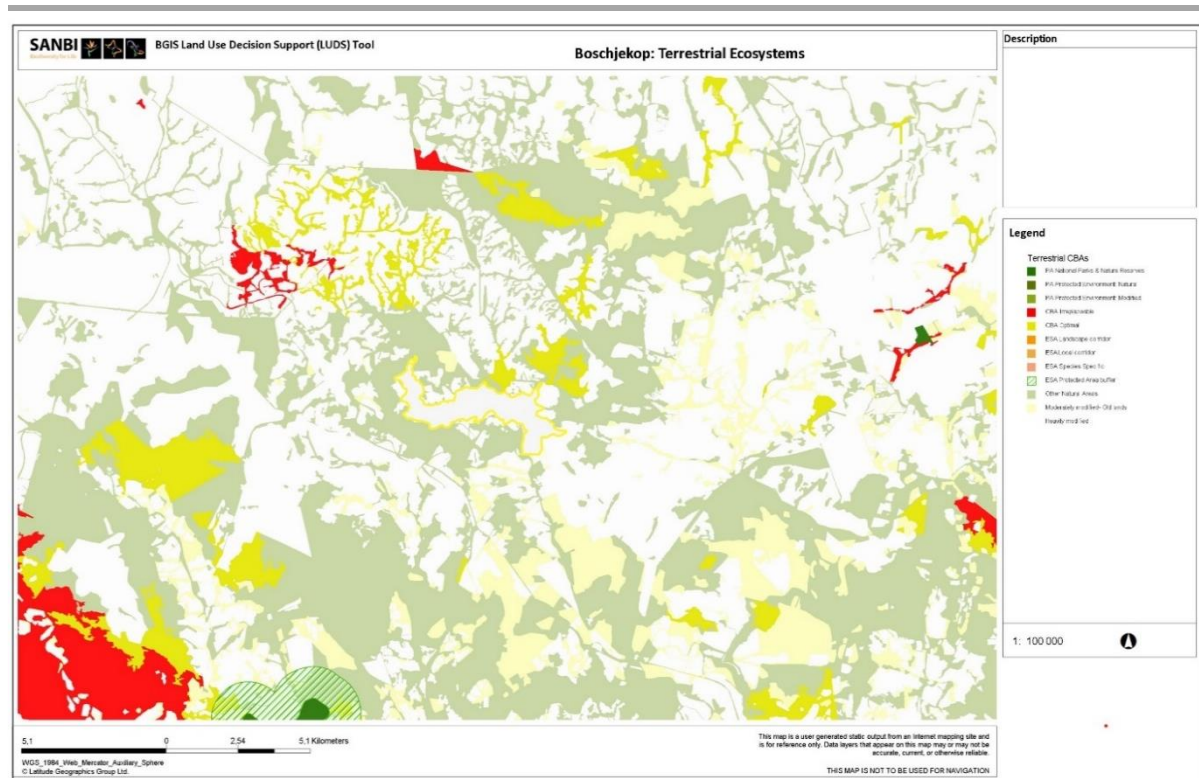 SANBI
Biodiversity for Life
BGIS Land Use Decision Support (LUDS) Tool
Boschjekop: Terrestrial Ecosystems
Description
Legend
Terrestrial CBAs
PA National Parks & Nature Reserves
PA Protected Environment: Natural
PA Protected Environment: Modified
CBA Irreplaceable
CBA Optimal
ESA Landscape corridor
ESA Local corridor
ESA Species Specific
ESA Protected Area buffer
Other Natural Areas
Moderately modified- Old lands
Heavily modified
1: 100 000
5,1 0 2,54 5,1 Kilometers
WGS_1984_Web_Mercator_Auxiliary_Sphere
© Latitude Geographics Group Ltd.
This map is a user generated static output from an Internet mapping site and
is for reference only. Data layers that appear on this map may or may not be
accurate, current, or otherwise reliable.
THIS MAP IS NOT TO BE USED FOR NAVIGATION